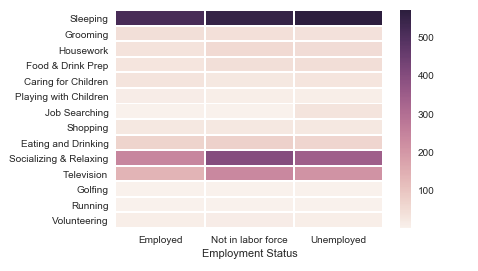 Sleeping
Grooming
Housework
Food & Drink Prep
Caring for Children
Playing with Children
Job Searching
Shopping
Eating and Drinking
Socializing & Relaxing
Television
Golfing
Running
Volunteering
Employed Not in labor force Unemployed
Employment Status
500
400
300
200
100